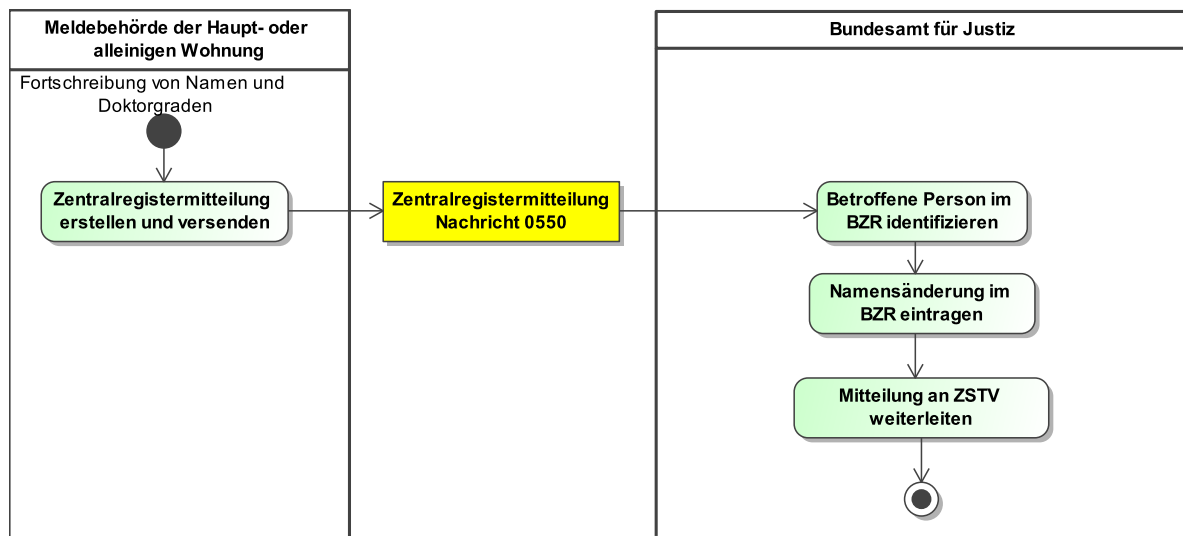 Meldebehörde der Haupt- oder
alleinigen Wohnung
Bundesamt für Justiz
Fortschreibung von Namen und
Doktorgraden
Zentralregistermitteilung
erstellen und versenden
Zentralregistermitteilung
Nachricht 0550
Betroffene Person im
BZR identifizieren
Namensänderung im
BZR eintragen
Mitteilung an ZSTV
weiterleiten